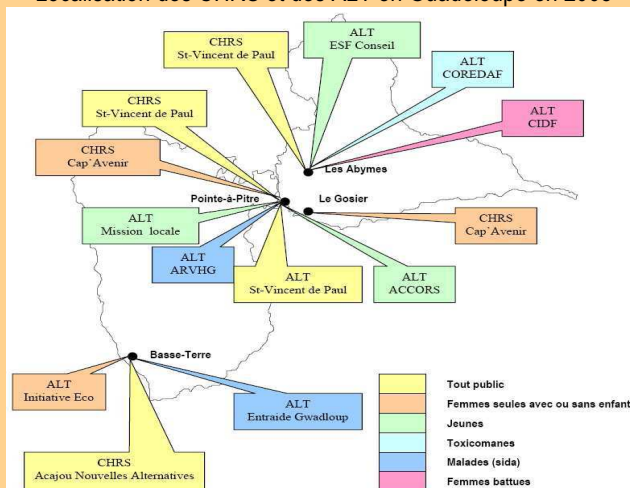 Localisation des CHRS et des ALT en Guadeloupe en 2006
CHRS
St-Vincent de Paul
ALT
ESF Conseil
ALT
COREDAF
ALT
CIDF
CHRS
St-Vincent de Paul
CHRS
Cap'Avenir
Les Abymes
Pointe-à-Pitre
Le Gosier
ALT
Mission locale
ALT
ARVHG
ALT
St-Vincent de Paul
ALT
ACCORS
CHRS
Cap'Avenir
Basse-Terre
ALT
Initiative Eco
ALT
Entraide Gwadloup
CHRS
Acajou Nouvelles Alternatives
Tout public
Femmes seules avec ou sans enfant
Jeunes
Toxicomanes
Malades (sida)
Femmes battues